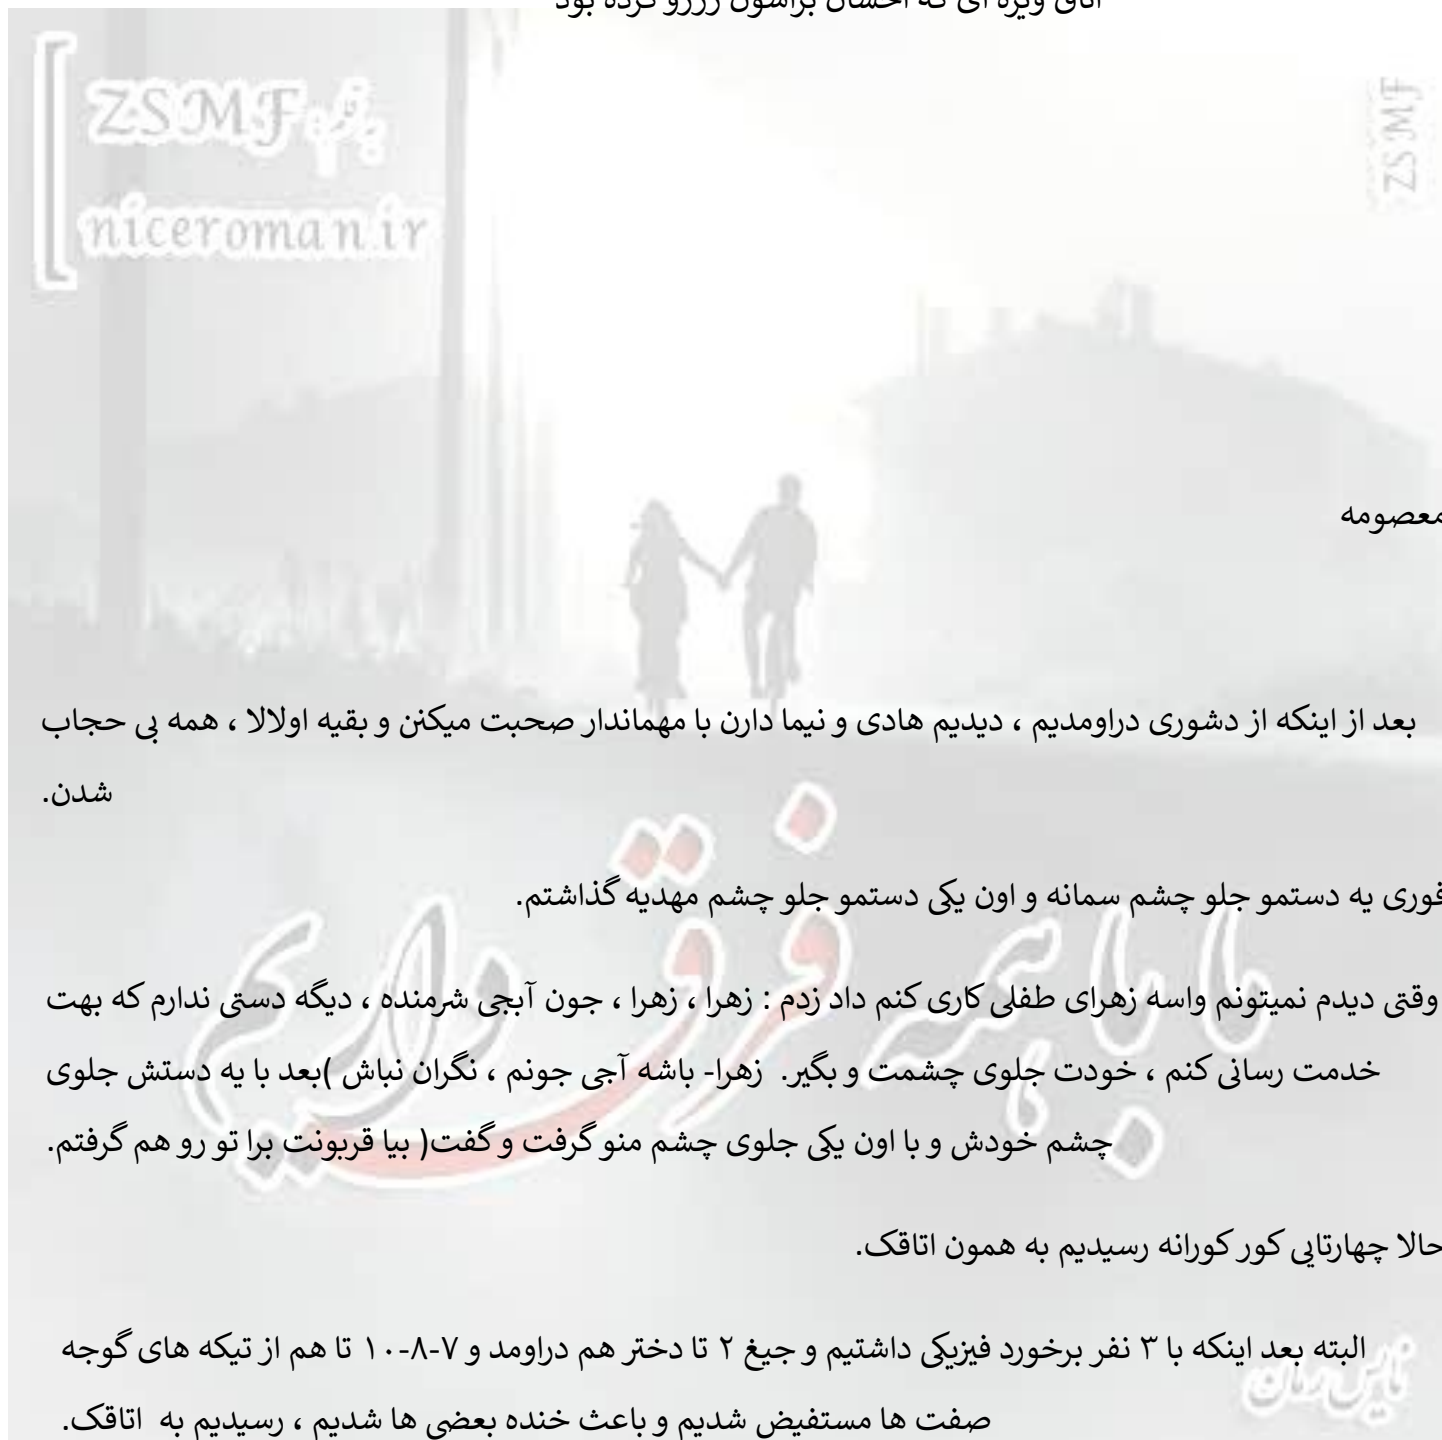 اتاق ویژه ای که احسان براشون رزرو کرده بود
ZSMF
niceroman.ir
ZSMF
معصومه
بعد از اینکه از دشوری دراومدیم ، دیدیم هادی و نیما دارن با مهماندار صحبت میکنن و بقیه اولالا ، همه بی حجاب
شدن.
فوری یه دستمو جلو چشم سمانه و اون یکی دستمو جلو چشم مهدیه گذاشتم.
وقتی دیدم نمیتونم واسه زهرای طفلی کاری کنم داد زدم : زهرا ، زهرا ، جون آبجی شرمنده ، دیگه دستی ندارم که بهت
خدمت رسانی کنم ، خودت جلوی چشمت و بگیر. زهرا- باشه آجی جونم ، نگران نباش )بعد با یه دستش جلوی
چشم خودش و با اون یکی جلوی چشم منو گرفت و گفت( بیا قربونت برا تو رو هم گرفتم.
ما با همه فرق داریم
حالا چهارتایی کور کورانه رسیدیم به همون اتاقک.
البته بعد اینکه با ۳ نفر برخورد فیزیکی داشتیم و جیغ ۲ تا دختر هم دراومد و ۷-۸-۱۰ تا هم از تیکه های گوجه
صفت ها مستفیض شدیم و باعث خنده بعضی ها شدیم ، رسیدیم به اتاقک.
نایس رمان